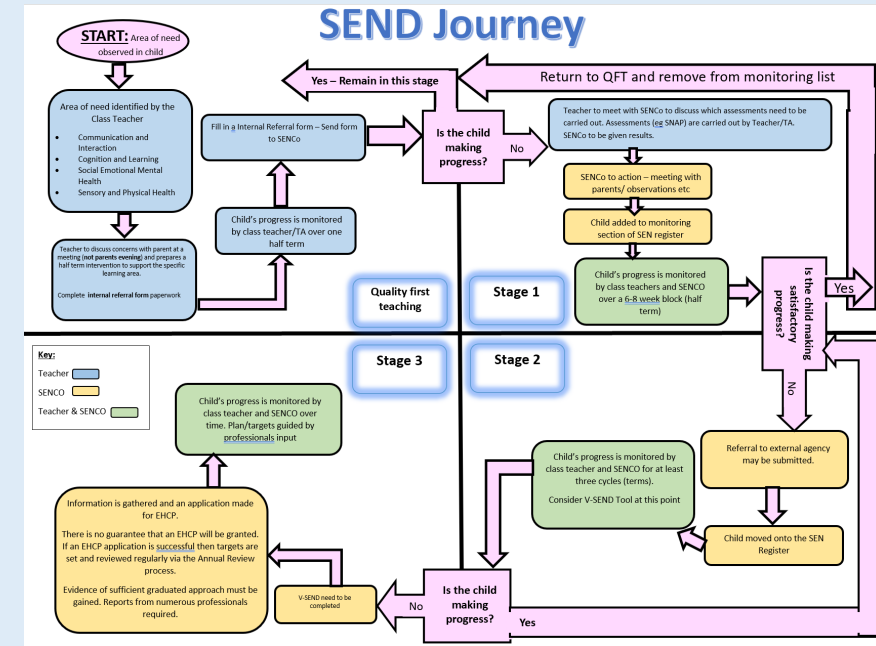 SEND Journey
START: Area of need
observed in child
Area of need identified by the
Class Teacher
• Communication and
Interaction
• Cognition and Learning
• Social Emotional Mental
Health
• Sensory and Physical Health
Teacher to discuss concerns with parent at a
meeting (not parents evening) and prepares a
half term intervention to support the specific
learning area.
Complete internal referral form paperwork
Child's progress is monitored
by class teacher/TA over one
half term
Fill in a Internal Referral form – Send form
to SENCo
Is the child
making
progress?
Yes – Remain in this stage
No
Quality first
teaching
Return to QFT and remove from monitoring list
Teacher to meet with SENCo to discuss which assessments need to be
carried out. Assessments (eg SNAP) are carried out by Teacher/TA.
SENCo to be given results.
SENCo to action – meeting with
parents/ observations etc
Child added to monitoring
section of SEN register
Child's progress is monitored
by class teachers and SENCO
over a 6-8 week block (half
term)
Stage 1
Is the child making
satisfactory
progress?
Yes
No
Stage 2
Referral to external agency
may be submitted.
Child moved onto the SEN
Register
Child's progress is monitored by
class teacher and SENCO for at least
three cycles (terms).
Consider V-SEND Tool at this point
Is the child
making
progress?
Yes
No
Stage 3
V-SEND need to be
completed
Information is gathered and an application made
for EHCP.
There is no guarantee that an EHCP will be granted.
If an EHCP application is successful then targets are
set and reviewed regularly via the Annual Review
process.
Evidence of sufficient graduated approach must be
gained. Reports from numerous professionals
required.
Child's progress is monitored by
class teacher and SENCO over
time. Plan/targets guided by
professionals input
Key:
Teacher
SENCO
Teacher & SENCO